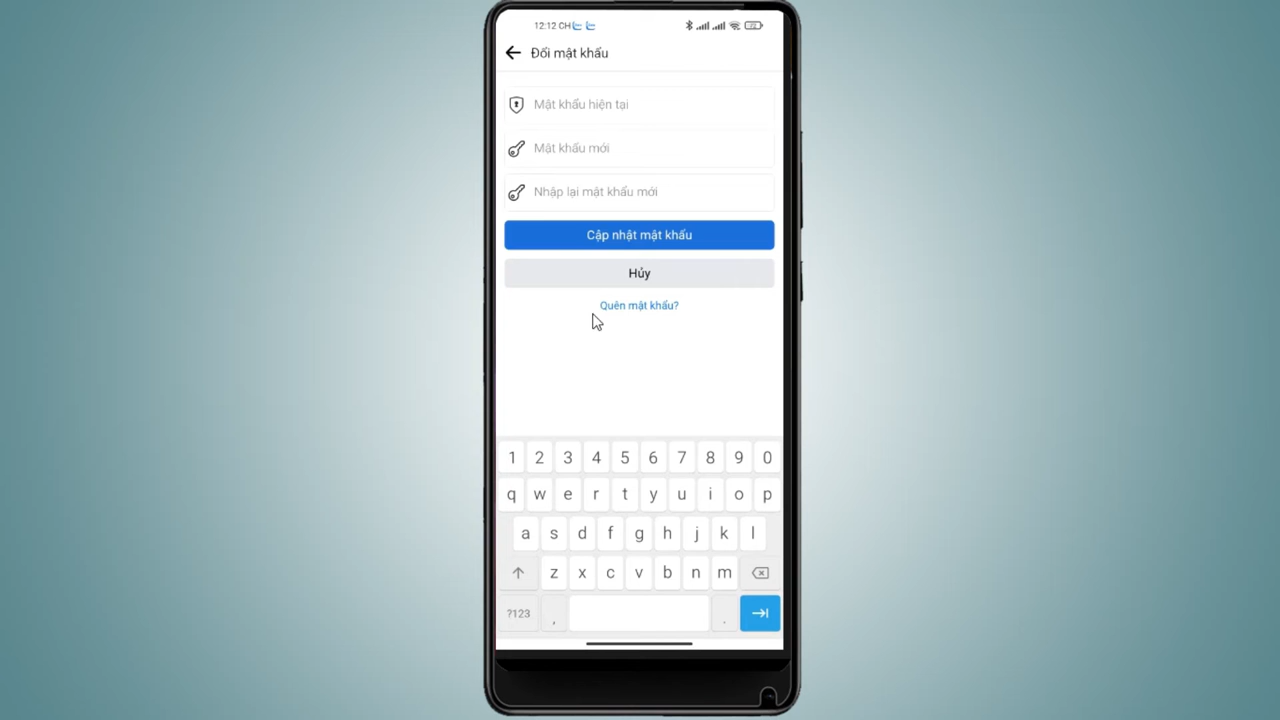 12:12 CH
Đổi mật khẩu
Mật khẩu hiện tại
Mật khẩu mới
Nhập lại mật khẩu mới
Cập nhật mật khẩu
Hủy
Quên mật khẩu?
1 2 3 4 5 6 7 8 9 0
q w e r t y u i o p
a s d f g h j k l
z x c v b n m
?123 , .